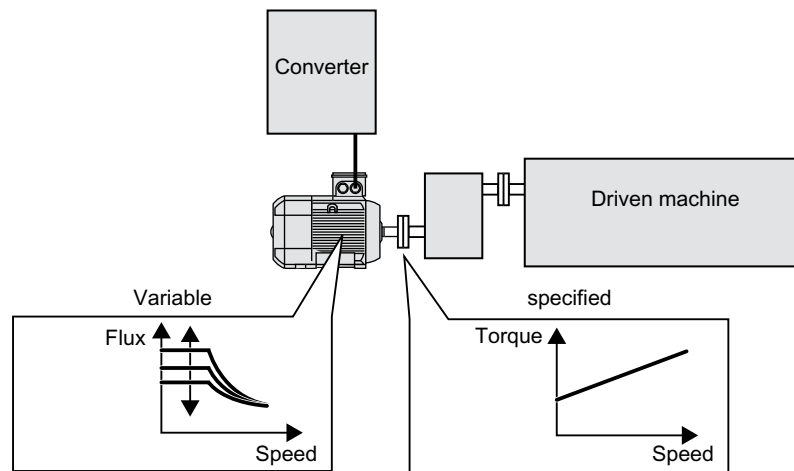 Converter
Driven machine
Variable
specified
Flux
Torque
Speed
Speed